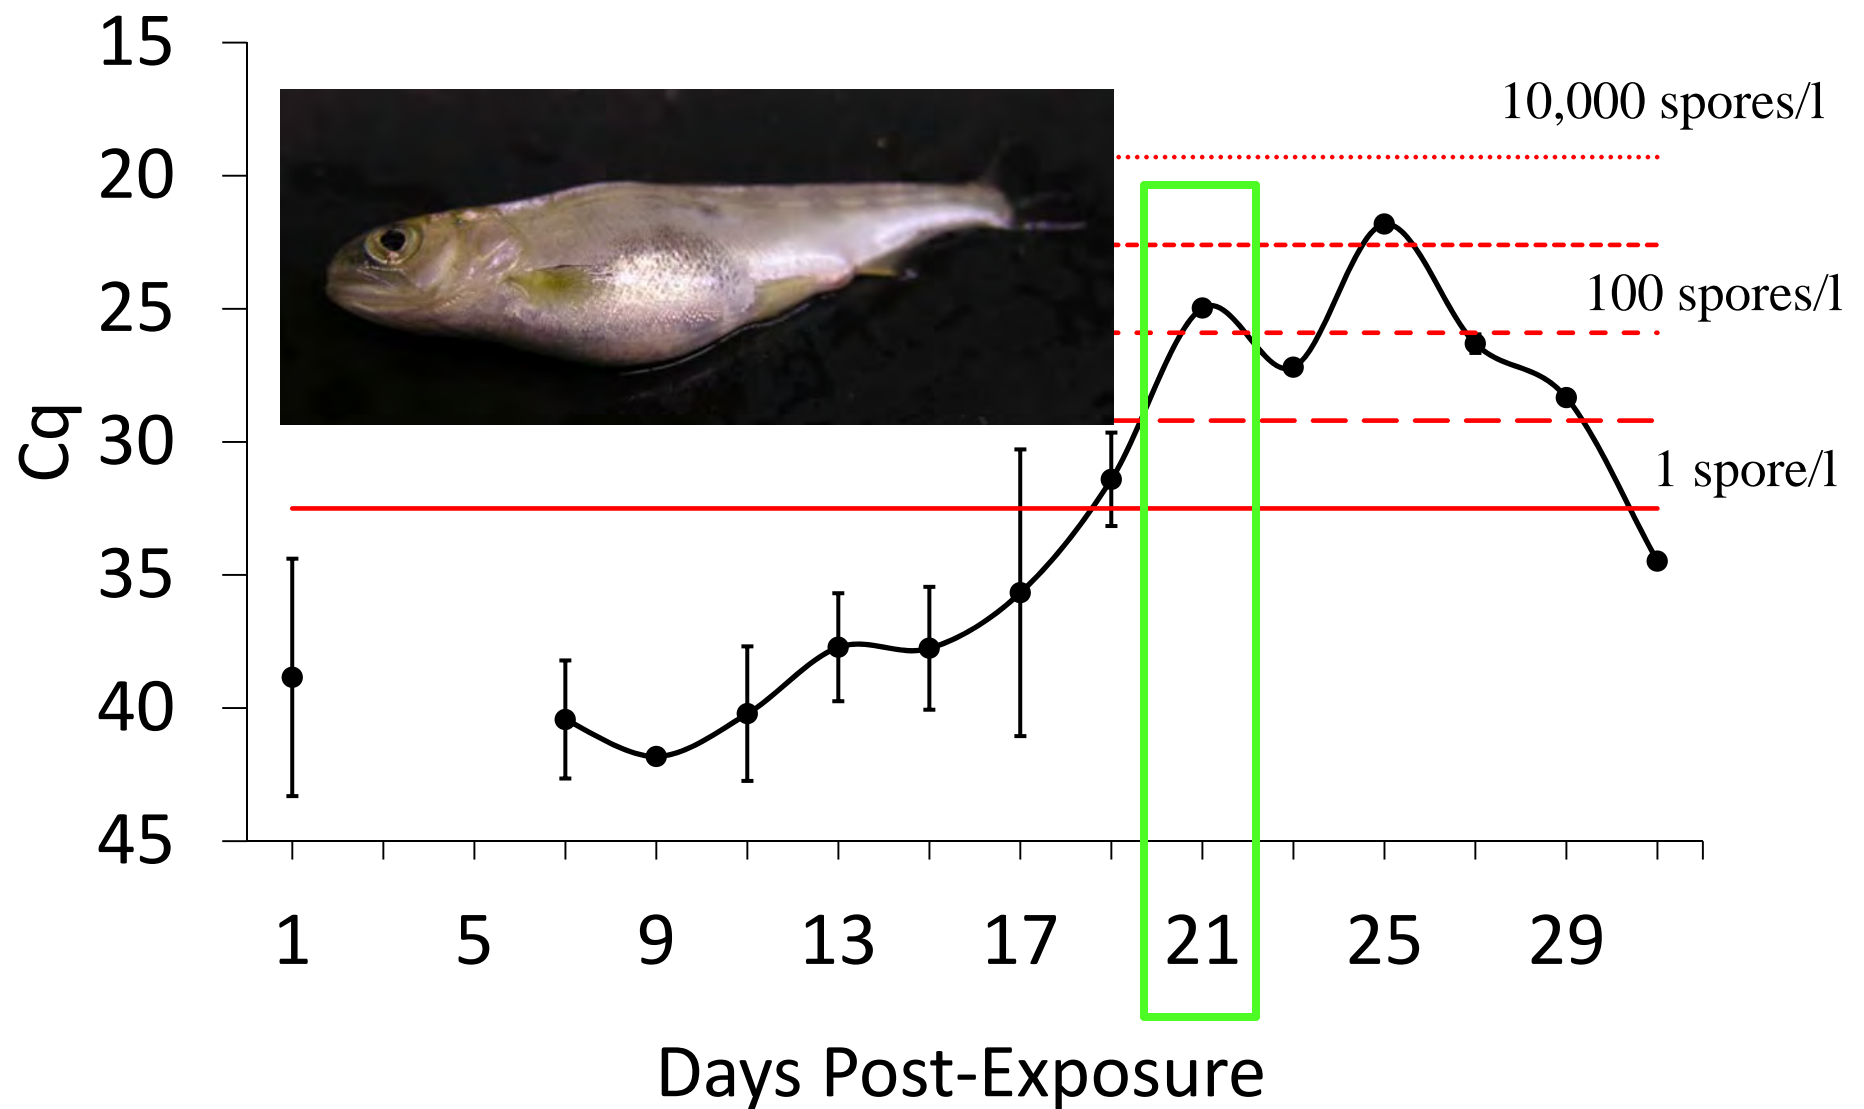 15
20
25
30
35
40
45
Cq
10,000 spores/l
100 spores/l
1 spore/l
1 5 9 13 17 21 25 29
Days Post-Exposure